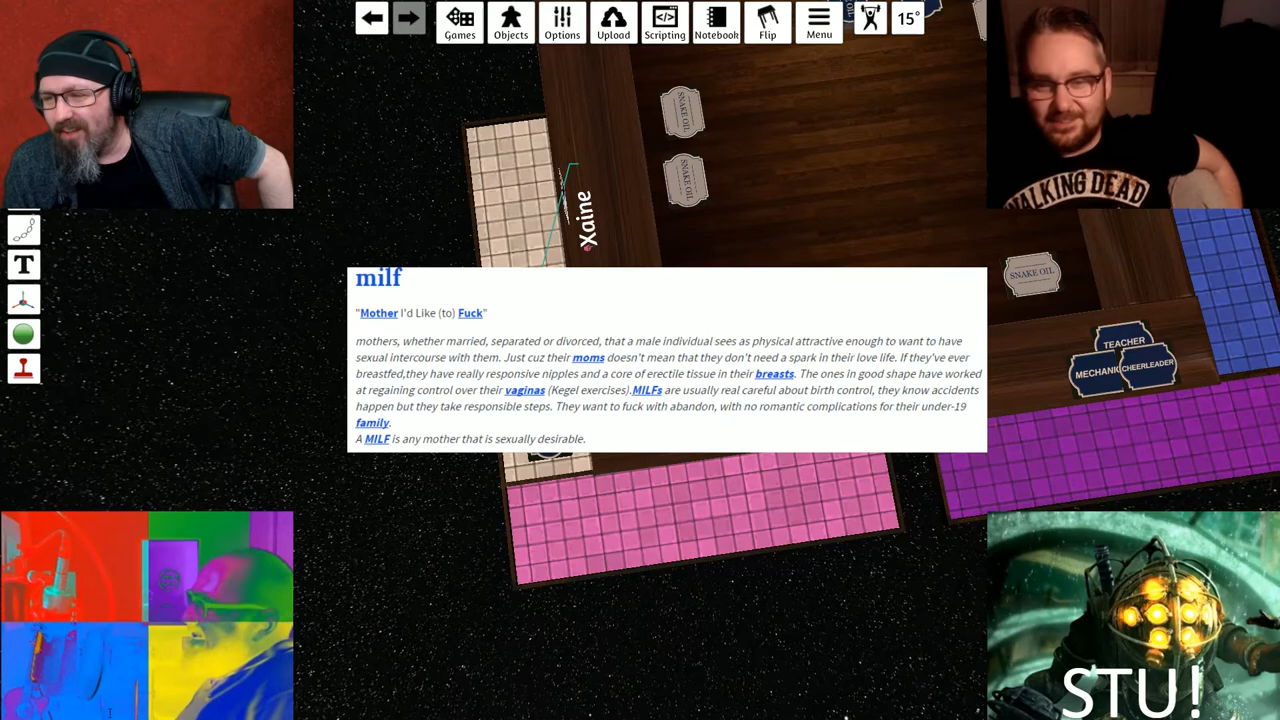 Games
Objects
Options
Upload
Scripting
Notebook
Flip
Menu
15°
SNAKE OIL
SNAKE OIL
Xaine
WALKING DEAD
SNAKE OIL
TEACHER
MECHANIC
CHEERLEADER
milf
"Mother I'd Like (to) Fuck"
mothers, whether married, separated or divorced, that a male individual sees as physical attractive enough to want to have
sexual intercourse with them. Just cuz their moms doesn't mean that they don't need a spark in their love life. If they've ever
breastfed,they have really responsive nipples and a core of erectile tissue in their breasts. The ones in good shape have worked
at regaining control over their vaginas (Kegel exercises).MILFs are usually real careful about birth control, they know accidents
happen but they take responsible steps. They want to fuck with abandon, with no romantic complications for their under-19
family.
A MILF is any mother that is sexually desirable.
T
STU!